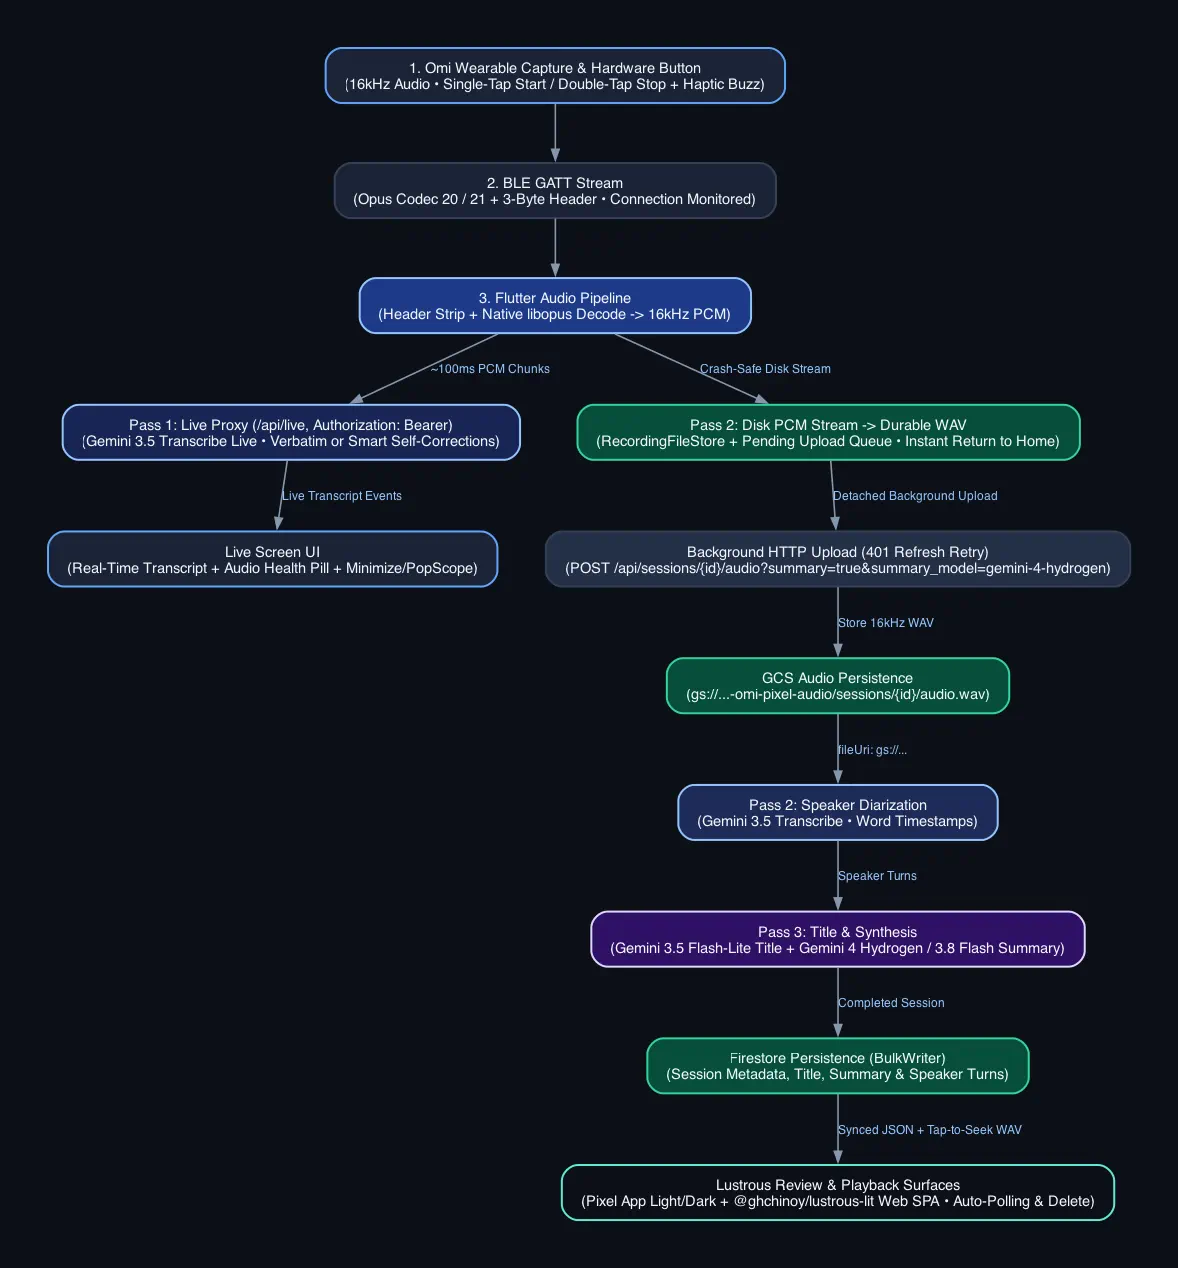 1. Omi Wearable Capture & Hardware Button
(16kHz Audio • Single-Tap Start / Double-Tap Stop + Haptic Buzz)
2. BLE GATT Stream
(Opus Codec 20 / 21 + 3-Byte Header • Connection Monitored)
3. Flutter Audio Pipeline
(Header Strip + Native libopus Decode -> 16kHz PCM)
~100ms PCM Chunks
Crash-Safe Disk Stream
Pass 1: Live Proxy (/api/live, Authorization: Bearer)
(Gemini 3.5 Transcribe Live • Verbatim or Smart Self-Corrections)
Pass 2: Disk PCM Stream -> Durable WAV
(RecordingFileStore + Pending Upload Queue • Instant Return to Home)
Live Transcript Events
Detached Background Upload
Live Screen UI
(Real-Time Transcript + Audio Health Pill + Minimize/PopScope)
Background HTTP Upload (401 Refresh Retry)
(POST /api/sessions/{id}/audio?summary=true&summary_model=gemini-4-hydrogen)
Store 16kHz WAV
GCS Audio Persistence
(gs://...-omi-pixel-audio/sessions/{id}/audio.wav)
fileUri: gs://...
Pass 2: Speaker Diarization
(Gemini 3.5 Transcribe • Word Timestamps)
Speaker Turns
Pass 3: Title & Synthesis
(Gemini 3.5 Flash-Lite Title + Gemini 4 Hydrogen / 3.8 Flash Summary)
Completed Session
Firestore Persistence (BulkWriter)
(Session Metadata, Title, Summary & Speaker Turns)
Synced JSON + Tap-to-Seek WAV
Lustrous Review & Playback Surfaces
(Pixel App Light/Dark + @ghchinoy/lustrous-lit Web SPA • Auto-Polling & Delete)